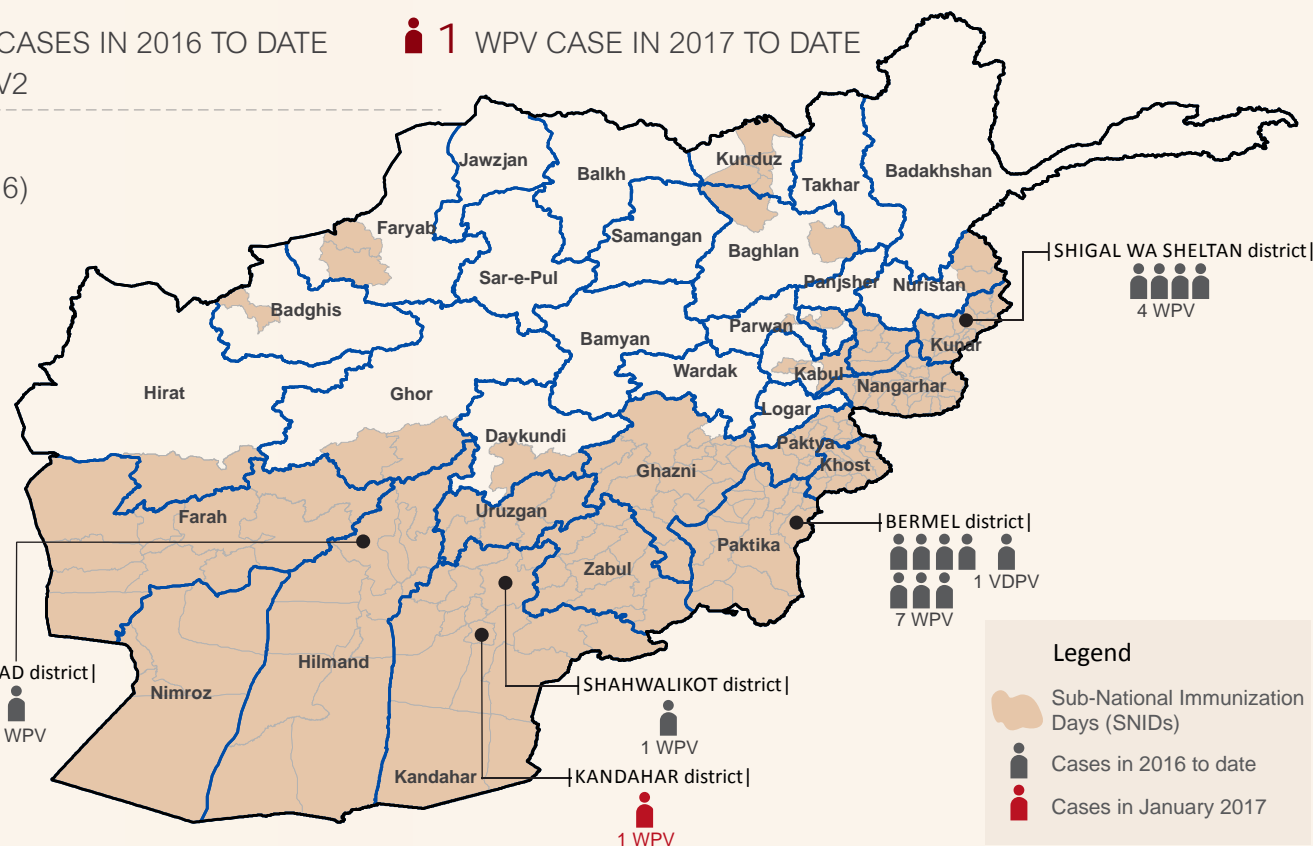 CASES IN 2016 TO DATE
1 WPV CASE IN 2017 TO DATE
V2
6)
Jawzjan
Balkh
Kunduz
Takhar
Badakhshan
Faryab
Samangan
Baghlan
Sar-e-Pul
Panjsher
Nuristan
SHIGAL WA SHELTAN district|
4 WPV
Badghis
Parwan
Bamyan
Kunar
Wardak
Kabul
Nangarhar
Hirat
Ghor
Logar
Daykundi
Paktya
Khost
Ghazni
Uruzgan
Farah
BERMEL district|
1 VDPV
7 WPV
Paktika
Zabul
Hilmand
AD district|
WPV
Nimroz
SHAHWALIKOT district|
1 WPV
Kandahar
KANDAHAR district|
1 WPV
Legend
Sub-National Immunization
Days (SNIDs)
Cases in 2016 to date
Cases in January 2017